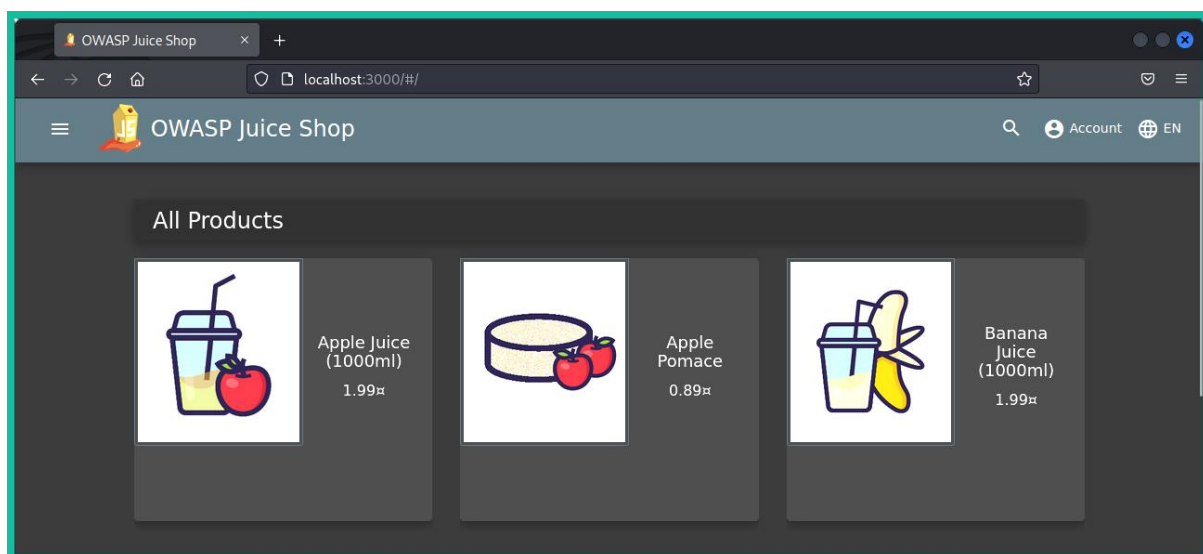 OWASP Juice Shop
localhost:3000/#/
JS
OWASP Juice Shop
Account
EN
All Products
Apple Juice
(1000ml)
1.99¤
Apple
Pomace
0.89¤
Banana
Juice
(1000ml)
1.99¤